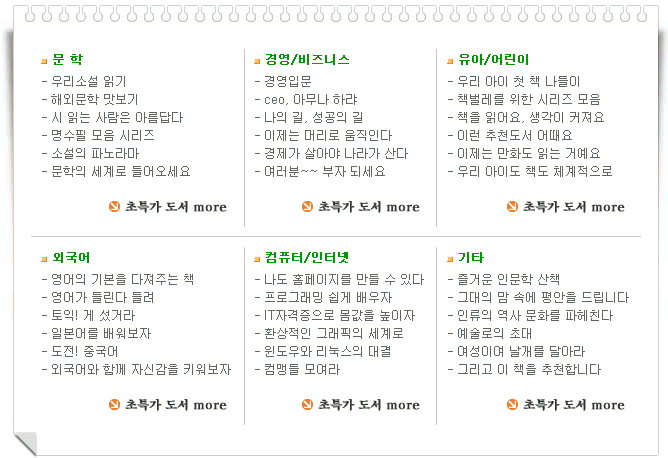 문 학
- 우리소설 읽기
- 해외문학 맛보기
- 시 읽는 사람은 아름답다
- 명수필 모음 시리즈
- 소설의 파노라마
- 문학의 세계로 들어오세요
초특가 도서 more
경영/비즈니스
- 경영입문
- ceo, 아무나 하랴
- 나의 길, 성공의 길
- 이제는 머리로 움직인다
- 경제가 살아야 나라가 산다
- 여러분~~ 부자 되세요
초특가 도서 more
유아/어린이
- 우리 아이 첫 책 나들이
- 책벌레를 위한 시리즈 모음
- 책을 읽어요, 생각이 커져요
- 이런 추천도서 어때요
- 이제는 만화도 읽는 거예요
- 우리 아이도 책도 체계적으로
초특가 도서 more
외국어
- 영어의 기본을 다져주는 책
- 영어가 들린다 들려
- 토익! 게 섰거라
- 일본어를 배워보자
- 도전! 중국어
- 외국어와 함께 자신감을 키워보자
초특가 도서 more
컴퓨터/인터넷
- 나도 홈페이지를 만들 수 있다
- 프로그래밍 쉽게 배우자
- IT자격증으로 몸값을 높이자
- 환상적인 그래픽의 세계로
- 윈도우와 리눅스의 대결
- 컴맹들 모여라
초특가 도서 more
기타
- 즐거운 인문학 산책
- 그대의 맘 속에 평안을 드립니다
- 인류의 역사 문화를 파헤친다
- 예술로의 초대
- 여성이여 날개를 달아라
- 그리고 이 책을 추천합니다
초특가 도서 more